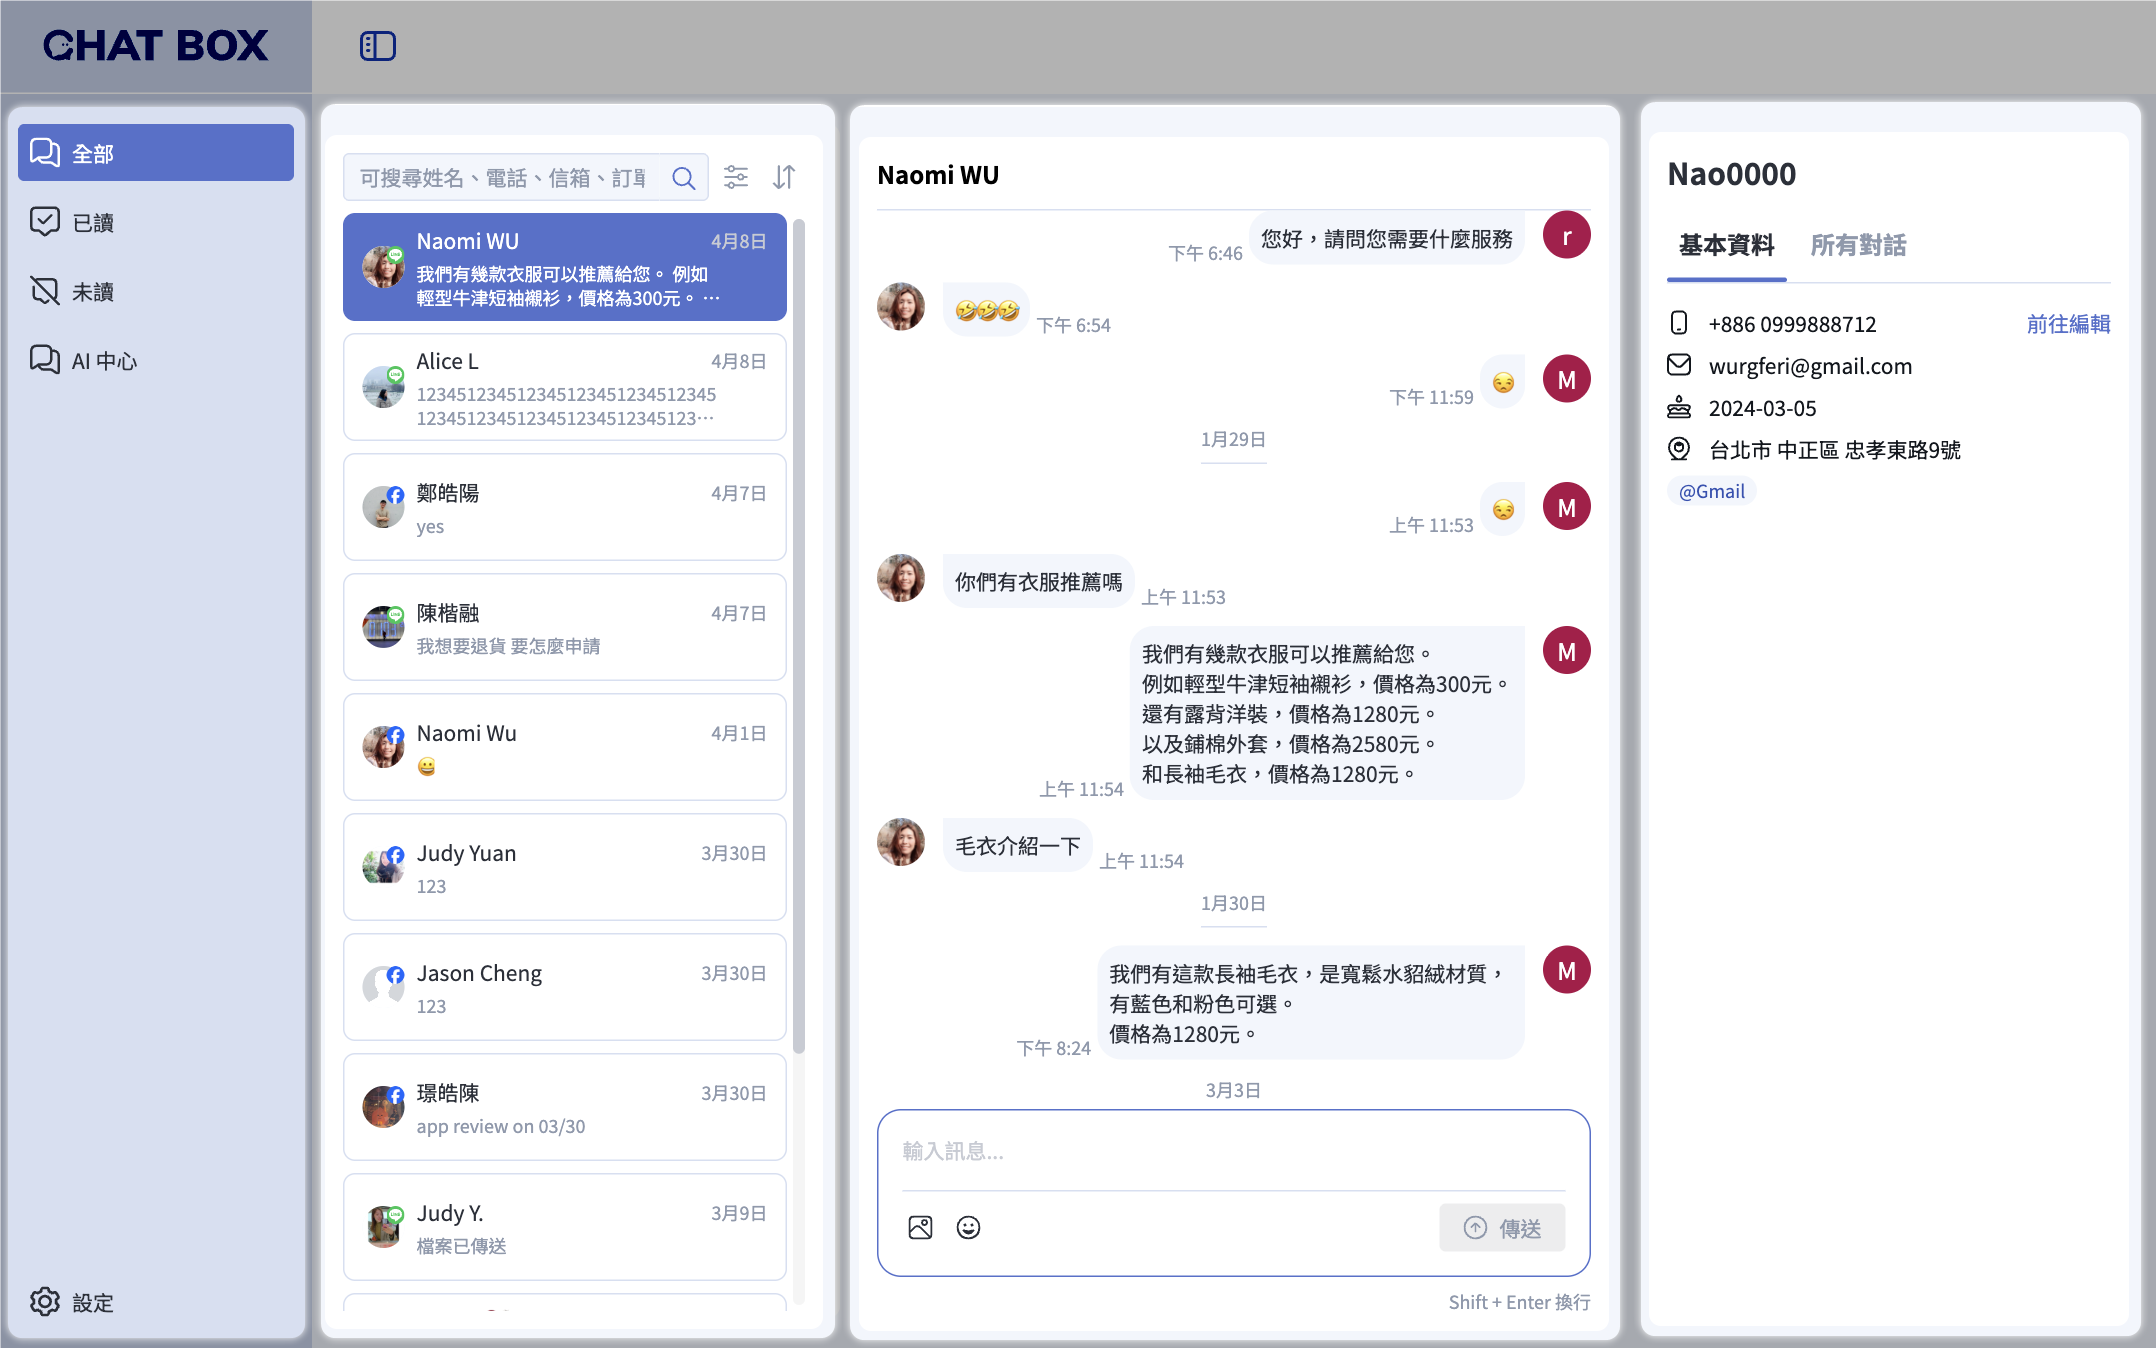 CHAT BOX
全部
已讀
未讀
AI 中心
設定
可搜尋姓名、電話、信箱、訂單
Naomi WU
4月8日
我們有幾款衣服可以推薦給您。 例如
輕型牛津短袖襯衫，價格為300元。 ...
Alice L
4月8日
123451234512345123451234512345
1234512345123451234512345123...
鄭皓陽
4月7日
yes
陳楷融
4月7日
我想要退貨 要怎麼申請
Naomi Wu
4月1日
😀
Judy Yuan
3月30日
123
Jason Cheng
3月30日
123
璟皓陳
3月30日
app review on 03/30
Judy Y.
3月9日
檔案已傳送
Naomi WU
您好，請問您需要什麼服務
下午 6:46
r
🤣🤣🤣
下午 6:54
😒
下午 11:59
M
1月29日
😒
上午 11:53
M
你們有衣服推薦嗎
上午 11:53
我們有幾款衣服可以推薦給您。
例如輕型牛津短袖襯衫，價格為300元。
還有露背洋裝，價格為1280元。
以及鋪棉外套，價格為2580元。
和長袖毛衣，價格為1280元。
上午 11:54
M
毛衣介紹一下
上午 11:54
1月30日
我們有這款長袖毛衣，是寬鬆水貂絨材質，
有藍色和粉色可選。
價格為1280元。
下午 8:24
M
3月3日
輸入訊息...
傳送
Shift + Enter 換行
Nao0000
基本資料
所有對話
+886 0999888712
前往編輯
wurgferi@gmail.com
2024-03-05
台北市 中正區 忠孝東路9號
@Gmail